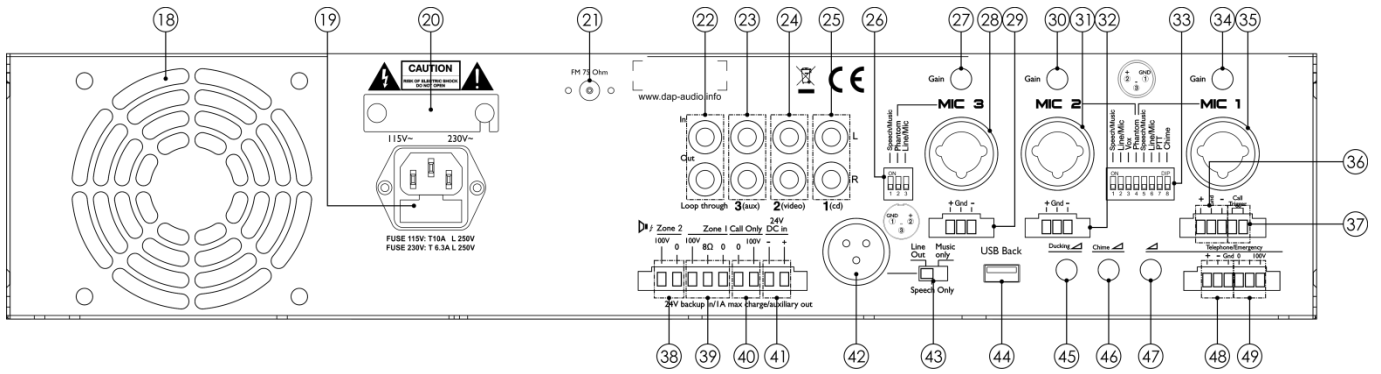 18 19 20 21 22 23 24 25 26 27 28 29 30 31 32 33 34 35
CAUTION
RISK OF ELECTRIC SHOCK
DO NOT OPEN
115V~ 230V~
FUSE 115V: T10A L 250V
FUSE 230V: T 6.3A L 250V
FM 75 Ohm
www.dap-audio.info
CE
In
Out
L
R
Loop through 3(aux) 2(video) 1(cd)
Speech/Music
Phantom
Line/Mic
ON
1 2 3
Gain
MIC 3
+ Gnd -
GND
1
+
2
-
3
Gain
MIC 2
+ Gnd -
+
2
GND
1
-
3
Speech/Music
Line/Mic
Vox
Phantom
Speech/Music
Line/Mic
PTT
Chime
ON DIP
1 2 3 4 5 6 7 8
Gain
MIC 1
36
+ Gnd - Call Trigger
37
Zone 2 Zone 1 Call Only 24V DC in
100V 0 100V 8Ω 0 0 100V - +
24V backup in/1A max charge/auxiliary out
Line Out Music only
Speech Only
USB Back
Ducking
Chime
Telephone/Emergency
+ - Gnd 0 100V
38 39 40 41 42 43 44 45 46 47 48 49